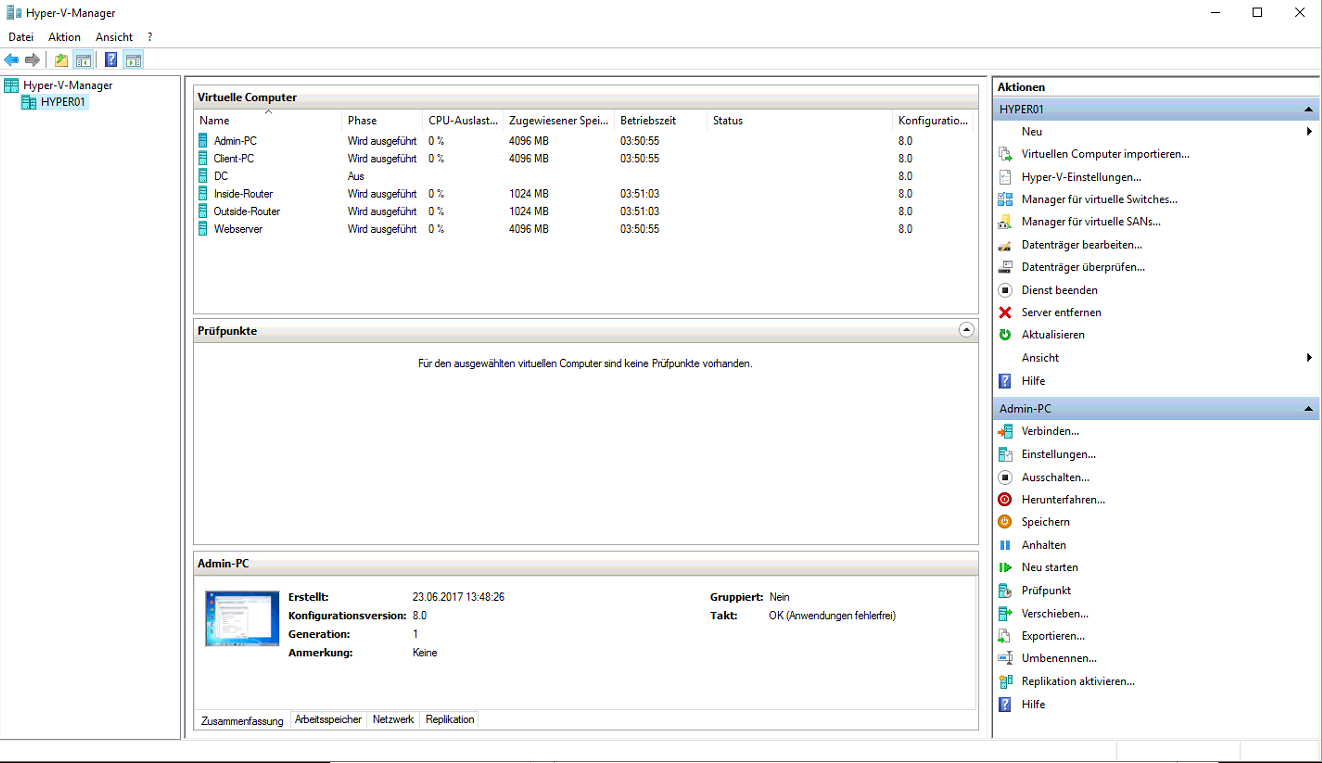 Hyper-V-Manager
Datei Aktion Ansicht ?
Hyper-V-Manager
HYPER01
Virtuelle Computer
Name Phase CPU-Auslast... Zugewiesener Spei... Betriebszeit Status Konfiguratio...
Admin-PC Wird ausgeführt 0 % 4096 MB 03:50:55 8.0
Client-PC Wird ausgeführt 0 % 4096 MB 03:50:55 8.0
DC Aus 8.0
Inside-Router Wird ausgeführt 0 % 1024 MB 03:51:03 8.0
Outside-Router Wird ausgeführt 0 % 1024 MB 03:51:03 8.0
Webserver Wird ausgeführt 0 % 4096 MB 03:50:55 8.0
Prüfpunkte
Für den ausgewählten virtuellen Computer sind keine Prüfpunkte vorhanden.
Admin-PC
Erstellt: 23.06.2017 13:48:26 Gruppiert: Nein
Konfigurationsversion: 8.0 Takt: OK (Anwendungen fehlerfrei)
Generation: 1
Anmerkung: Keine
Zusammenfassung Arbeitsspeicher Netzwerk Replikation
Aktionen
HYPER01
Neu
Virtuellen Computer importieren...
Hyper-V-Einstellungen...
Manager für virtuelle Switches...
Manager für virtuelle SANs...
Datenträger bearbeiten...
Datenträger überprüfen...
Dienst beenden
Server entfernen
Aktualisieren
Ansicht
Hilfe
Admin-PC
Verbinden...
Einstellungen...
Ausschalten...
Herunterfahren...
Speichern
Anhalten
Neu starten
Prüfpunkt
Verschieben...
Exportieren...
Umbenennen...
Replikation aktivieren...
Hilfe